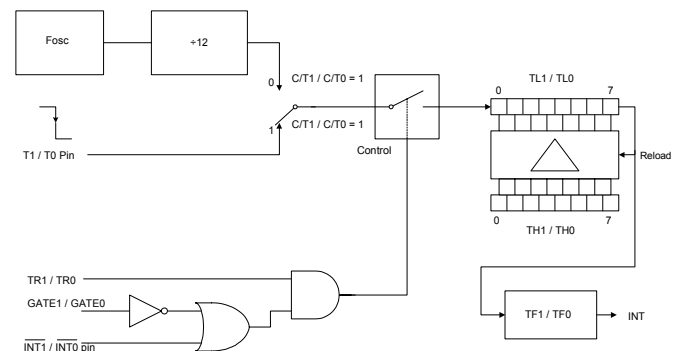 Fosc
÷12
0
C/T1 / C/T0 = 1
1
C/T1 / C/T0 = 1
T1 / T0 Pin
Control
TL1 / TL0
0 7
Reload
0 7
TH1 / TH0
TR1 / TR0
GATE1 / GATE0
INT1 / INT0 pin
TF1 / TF0
INT